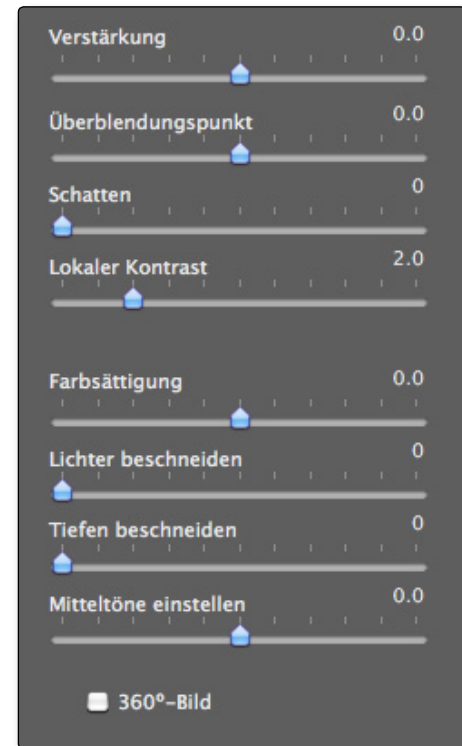 Verstärkung 0.0
Überblendungspunkt 0.0
Schatten 0
Lokaler Kontrast 2.0
Farbsättigung 0.0
Lichter beschneiden 0
Tiefen beschneiden 0
Mitteltöne einstellen 0.0
360°-Bild